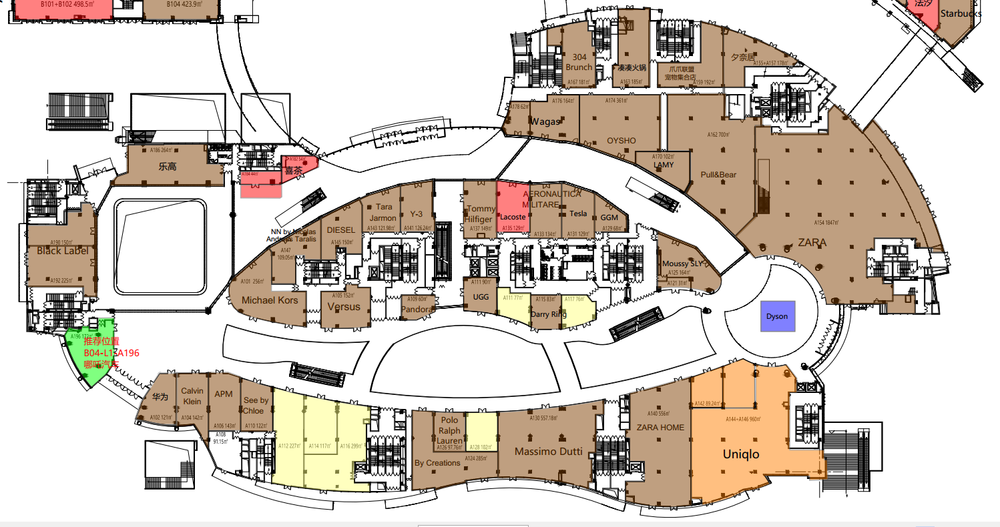 B101+B102 498.5㎡
B104 423.9㎡
法汐
Starbucks
304
Brunch
A167 181㎡
凑凑火锅
A163 185㎡
爪爪联盟
宠物集合店
A159 192㎡
夕奈居
A155+A157 178㎡
A178 62㎡
A176 164㎡
Wagas
A174 361㎡
OYSHO
A162 700㎡
Pull&Bear
A170 102㎡
LAMY
A154 1847㎡
ZARA
A186 264㎡
乐高
A182 54㎡
喜茶
A184 44㎡
A190 150㎡
Black Label
A192 225㎡
NN by Nicolas
Andreas Taralis
A147
109.05㎡
DIESEL
A145 150㎡
Tara
Jarmon
A143 121.98㎡
Y-3
A141 126.24㎡
Tommy
Hilfiger
A137 149㎡
Lacoste
A135 129㎡
AERONAUTICA
MILITARE
A133 134㎡
Tesla
A131 129㎡
GGM
A129 68㎡
Moussy SLY
A125 164㎡
A121 31㎡
A101 256㎡
Michael Kors
A105 152㎡
Versus
A109 60㎡
Pandora
A111 90㎡
UGG
A111 77㎡
A115 83㎡
Darry Ring
A117 76㎡
Dyson
A196 173㎡
推荐位置
B04-L1-A196
哪吒汽车
华为
A102 121㎡
Calvin
Klein
A104 142㎡
APM
A106 143㎡
See by
Chloe
A110 122㎡
A108
91.15㎡
A112 227㎡
A114 117㎡
A116 299㎡
Polo
Ralph
Lauren
A126 97.76㎡
A128 102㎡
By Creations
A124 285㎡
A130 557.18㎡
Massimo Dutti
A140 556㎡
ZARA HOME
A142 89.24㎡
A144+A146 960㎡
Uniqlo